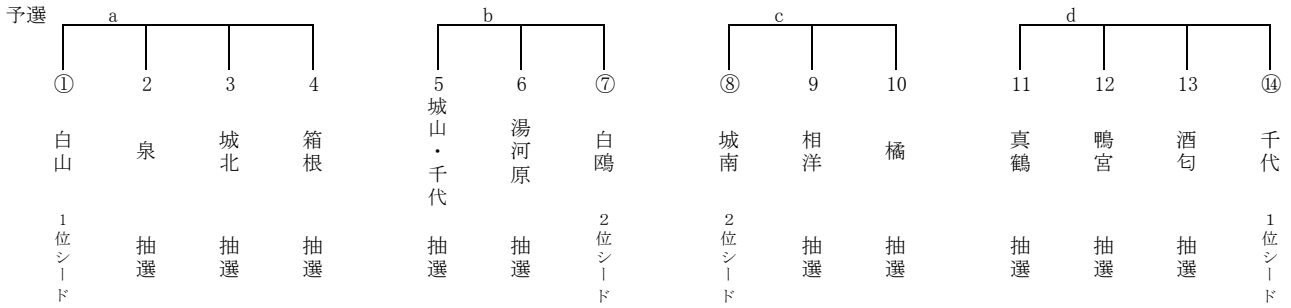 予選
a
b
c
d
① 2 3 4 5 6 ⑦ ⑧ 9 10 11 12 13 ⑭
白山
泉
城北
箱根
城山・千代
湯河原
白鴎
城南
相洋
橘
真鶴
鴨宮
酒匂
千代
1位シード
抽選
抽選
抽選
抽選
抽選
2位シード
2位シード
抽選
抽選
抽選
抽選
抽選
1位シード